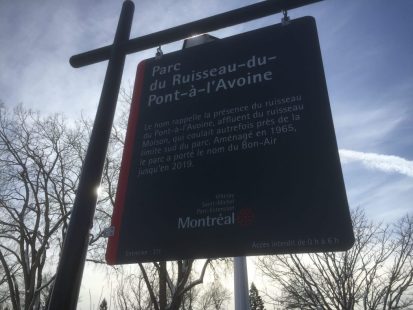 Parc
du Ruisseau-du-
Pont-à-l'Avoine
Le nom rappelle la présence du ruisseau
du Pont-à-l'Avoine, affluent du ruisseau
Molson, qui coulait autrefois près de la
limite sud du parc. Aménagé en 1965,
le parc a porté le nom du Bon-Air
jusqu'en 2019.
Villeray
Saint-Michel
Parc-Extension
Montréal
Accès interdit de 0 h à 6 h